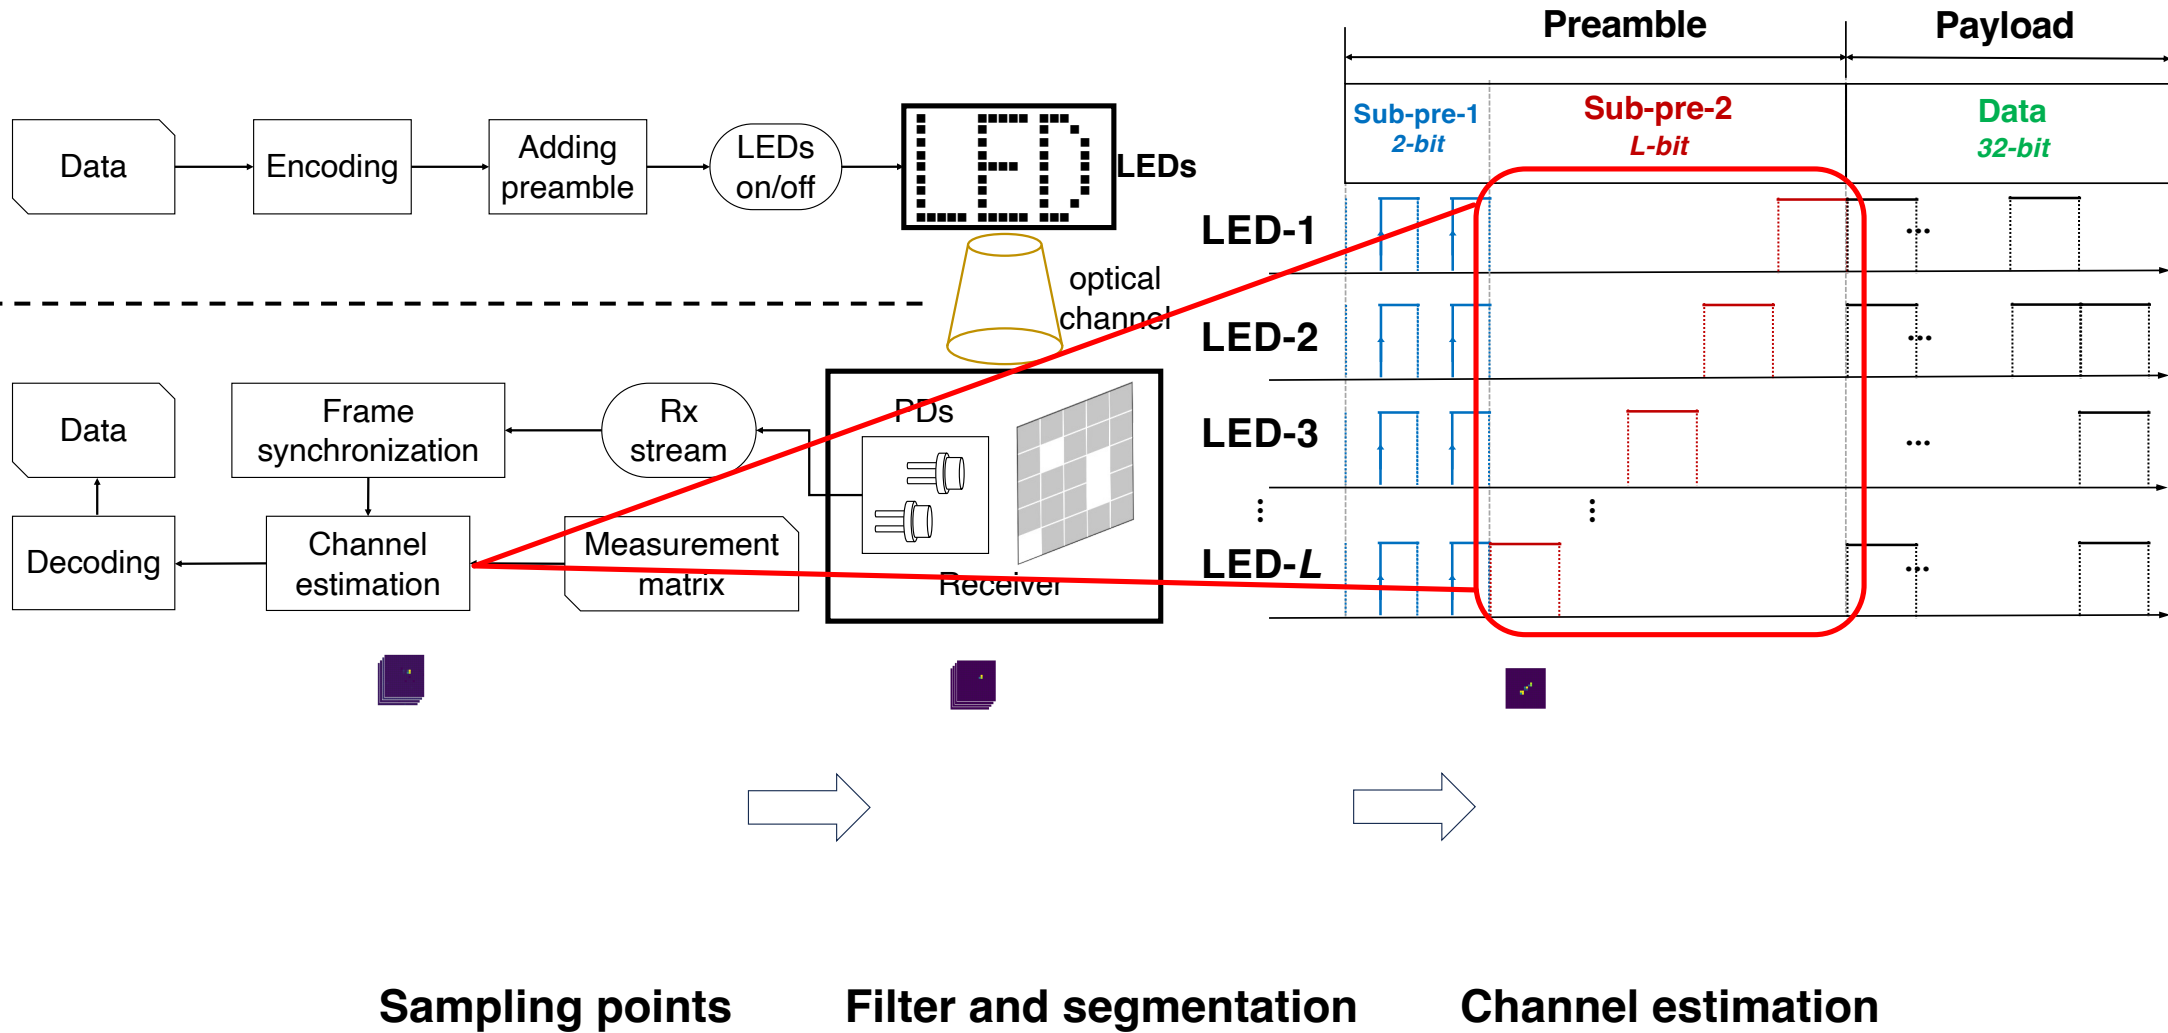 Preamble
Payload
Sub-pre-1
2-bit
Sub-pre-2
L-bit
Data
32-bit
Data
Encoding
Adding
preamble
LEDs
on/off
LED
LEDs
optical
channel
LED-1
...
LED-2
...
LED-3
...
LED-L
...
Data
Frame
synchronization
Rx
stream
PDs
Decoding
Channel
estimation
Measurement
matrix
Receiver
Sampling points
Filter and segmentation
Channel estimation